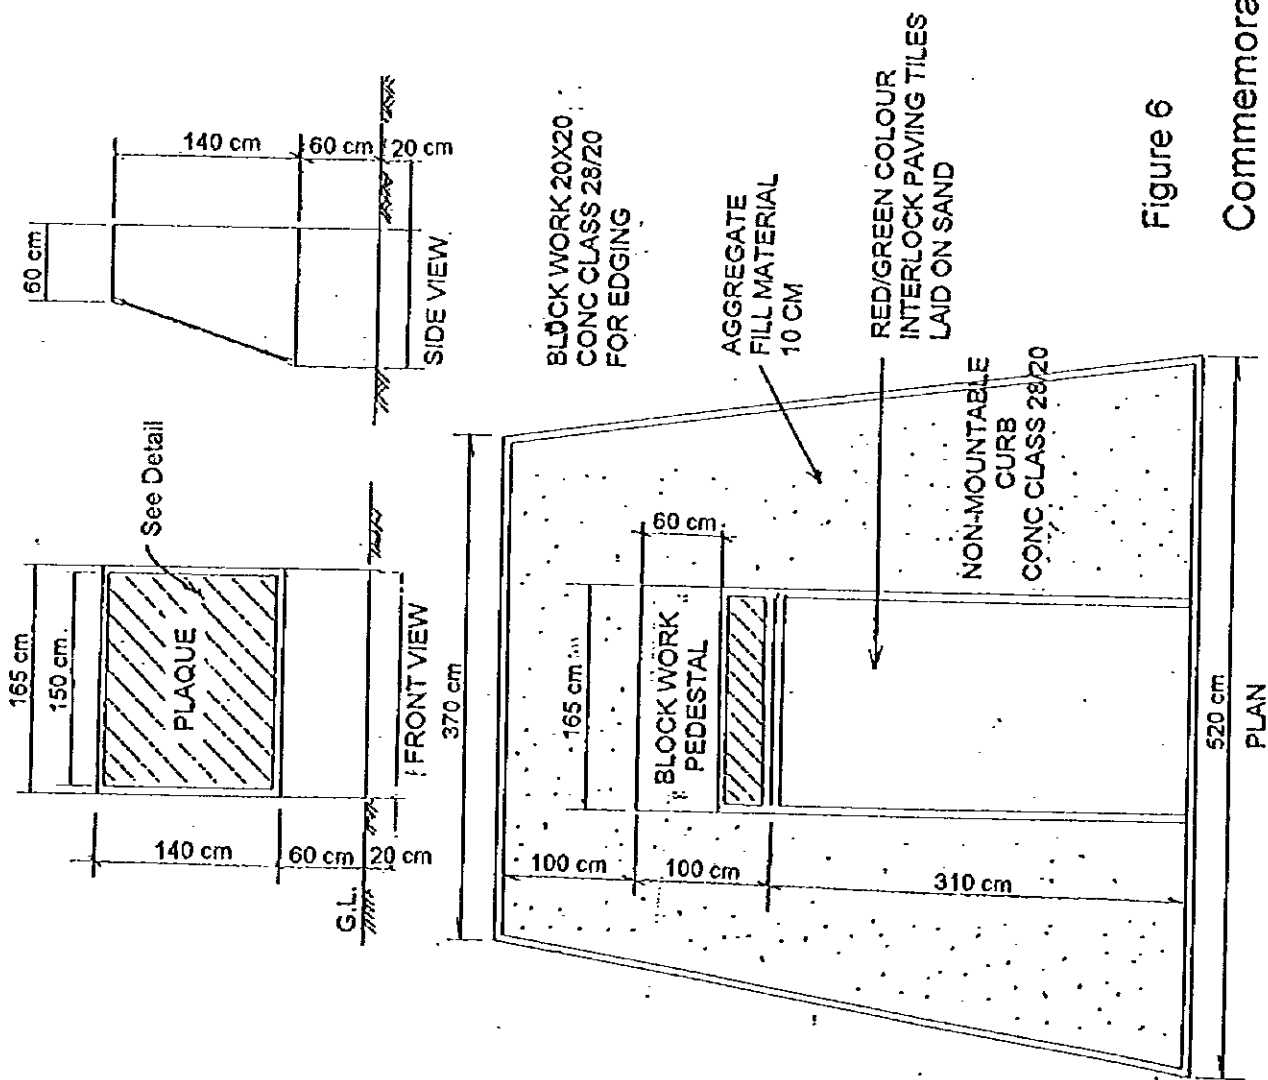 165 cm
150 cm
See Detail
PLAQUE
140 cm
60 cm
20 cm
G.L.
FRONT VIEW
60 cm
140 cm
60 cm
20 cm
SIDE VIEW
370 cm
BLOCK WORK 20X20
CONC CLASS 28/20
FOR EDGING
AGGREGATE
FILL MATERIAL
10 CM
RED/GREEN COLOUR
INTERLOCK PAVING TILES
LAID ON SAND
NON-MOUNTABLE
CURB
CONC CLASS 28/20
60 cm
165 cm
BLOCK WORK
PEDESTAL
100 cm
100 cm
310 cm
520 cm
PLAN
Figure 6
Commemora